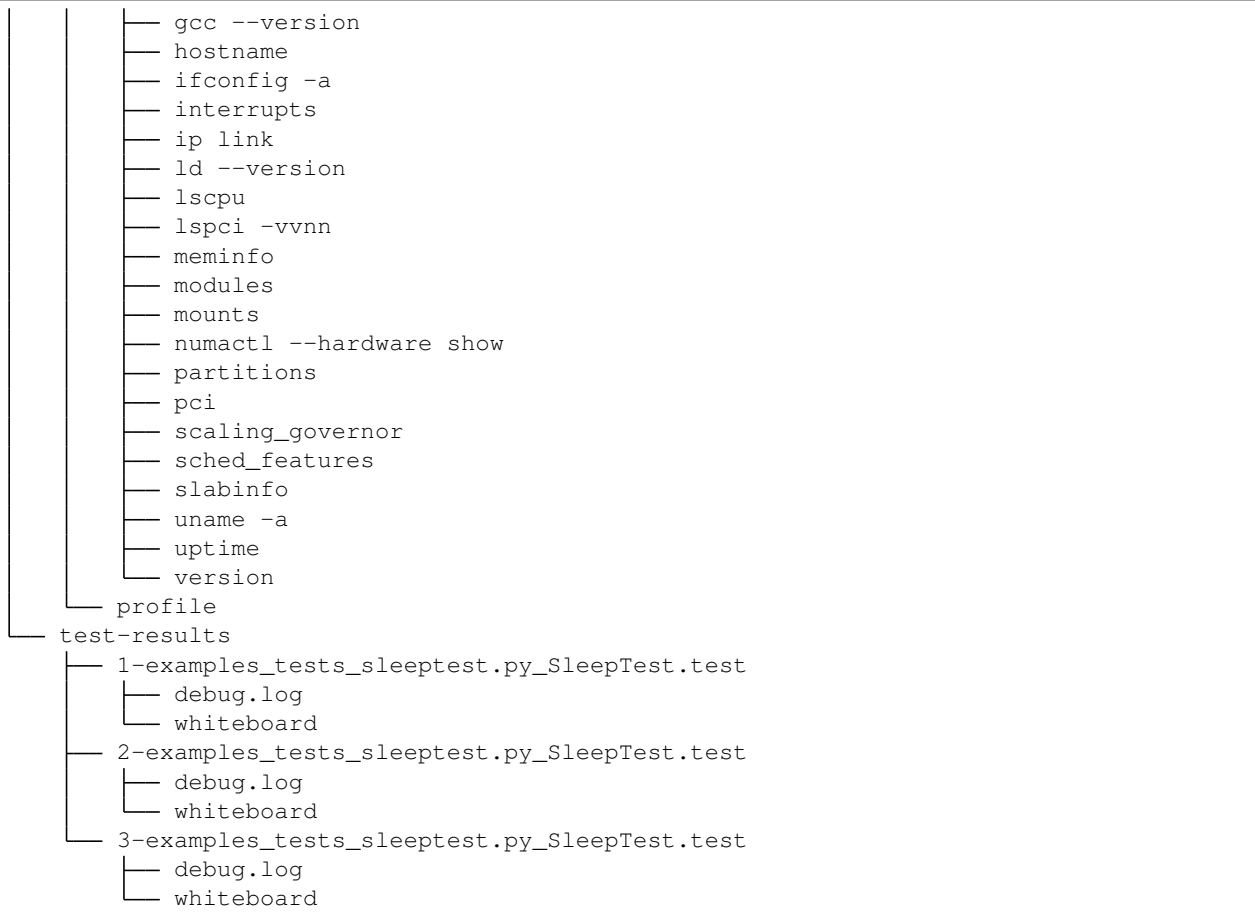 │   │   ├── gcc --version
│   │   ├── hostname
│   │   ├── ifconfig -a
│   │   ├── interrupts
│   │   ├── ip link
│   │   ├── ld --version
│   │   ├── lscpu
│   │   ├── lspci -vvnn
│   │   ├── meminfo
│   │   ├── modules
│   │   ├── mounts
│   │   ├── numactl --hardware show
│   │   ├── partitions
│   │   ├── pci
│   │   ├── scaling_governor
│   │   ├── sched_features
│   │   ├── slabinfo
│   │   ├── uname -a
│   │   ├── uptime
│   │   └── version
│   └── profile
└── test-results
    ├── 1-examples_tests_sleeptest.py_SleepTest.test
    │   ├── debug.log
    │   └── whiteboard
    ├── 2-examples_tests_sleeptest.py_SleepTest.test
    │   ├── debug.log
    │   └── whiteboard
    └── 3-examples_tests_sleeptest.py_SleepTest.test
        ├── debug.log
        └── whiteboard